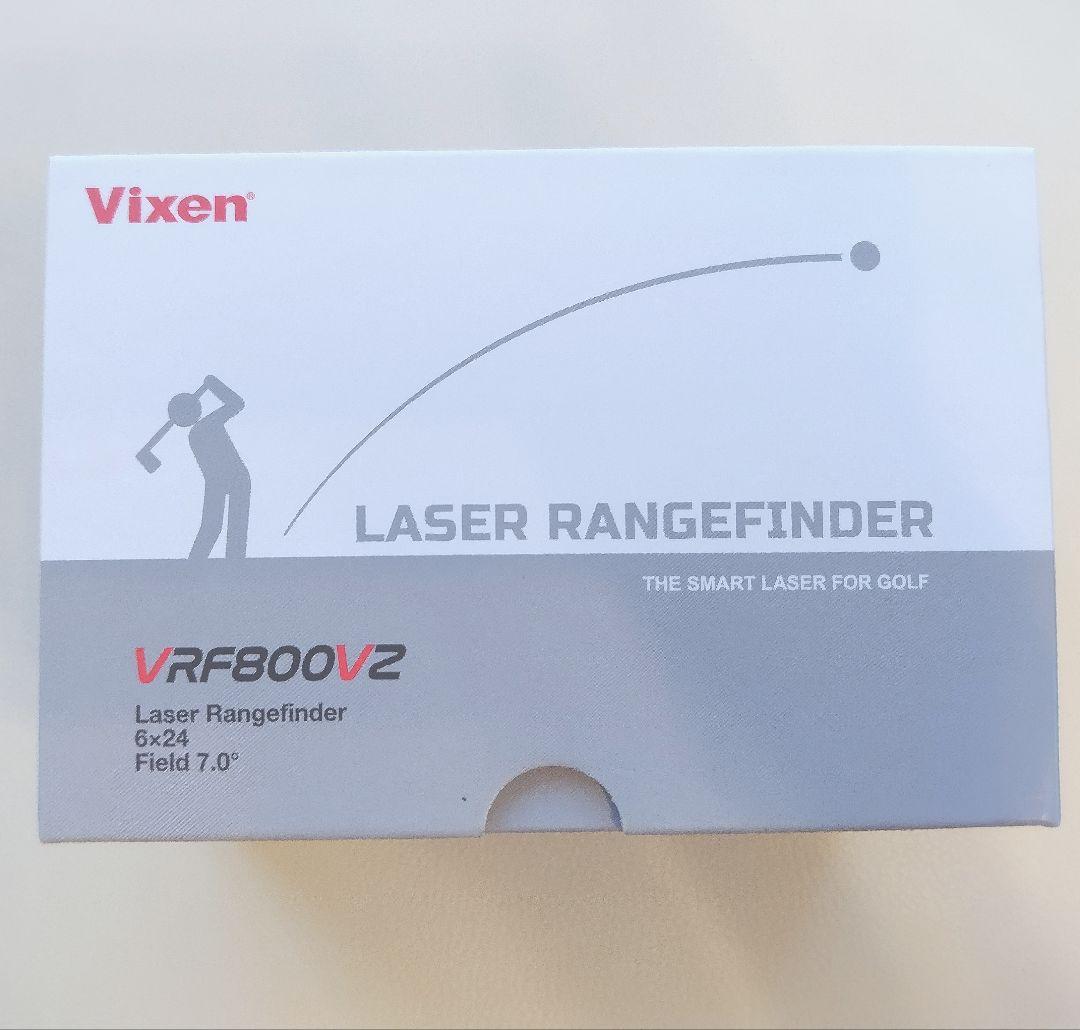 Vixen®
LASER RANGEFINDER
THE SMART LASER FOR GOLF
VRF800VZ
Laser Rangefinder
6×24
Field 7.0°